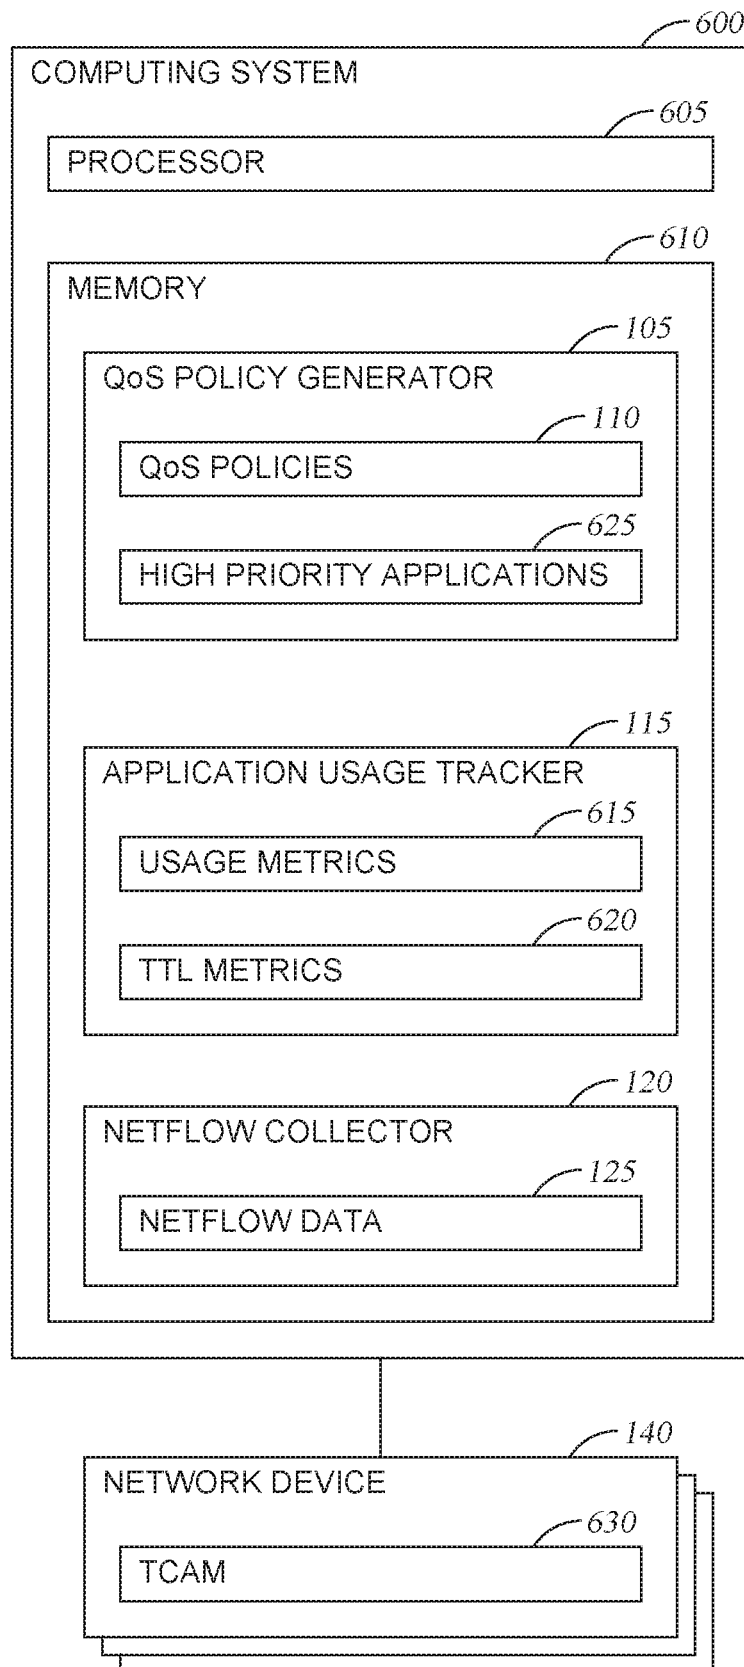 600
COMPUTING SYSTEM
605
PROCESSOR
610
MEMORY
105
QoS POLICY GENERATOR
110
QoS POLICIES
625
HIGH PRIORITY APPLICATIONS
115
APPLICATION USAGE TRACKER
615
USAGE METRICS
620
TTL METRICS
120
NETFLOW COLLECTOR
125
NETFLOW DATA
140
NETWORK DEVICE
630
TCAM